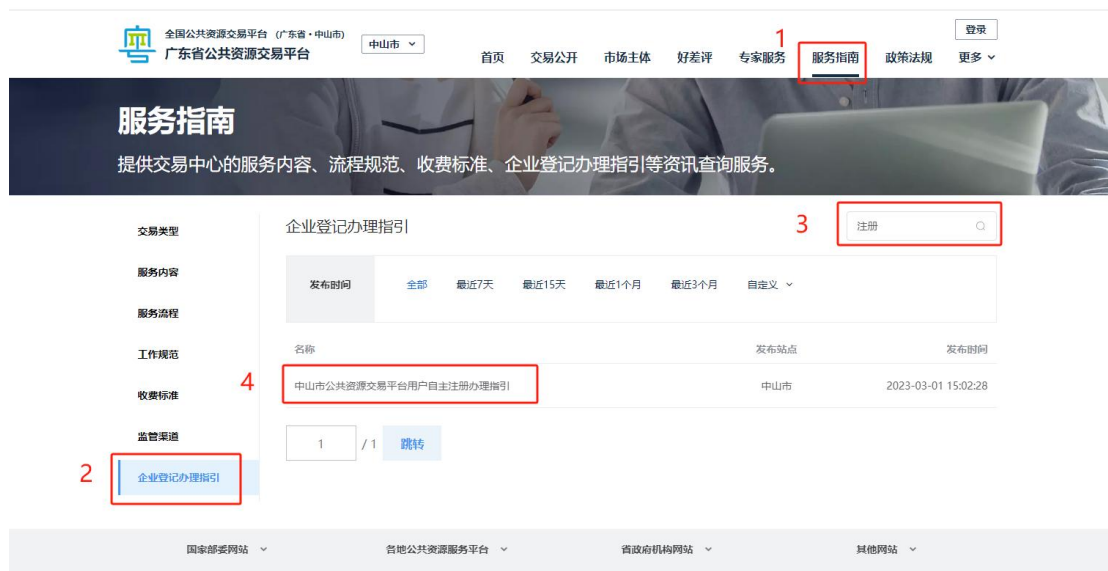 全国公共资源交易平台 (广东省·中山市)
广东省公共资源交易平台
中山市
登录
1
首页 交易公开 市场主体 好差评 专家服务 服务指南 政策法规 更多
服务指南
提供交易中心的服务内容、流程规范、收费标准、企业登记办理指引等资讯查询服务。
交易类型
服务内容
服务流程
工作规范
收费标准
监管渠道
2
企业登记办理指引
企业登记办理指引
3
注册
发布时间 全部 最近7天 最近15天 最近1个月 最近3个月 自定义
名称 发布站点 发布时间
4
中山市公共资源交易平台用户自主注册办理指引 中山市 2023-03-01 15:02:28
1 / 1 跳转
国家部委网站 各地公共资源服务平台 省政府机构网站 其他网站